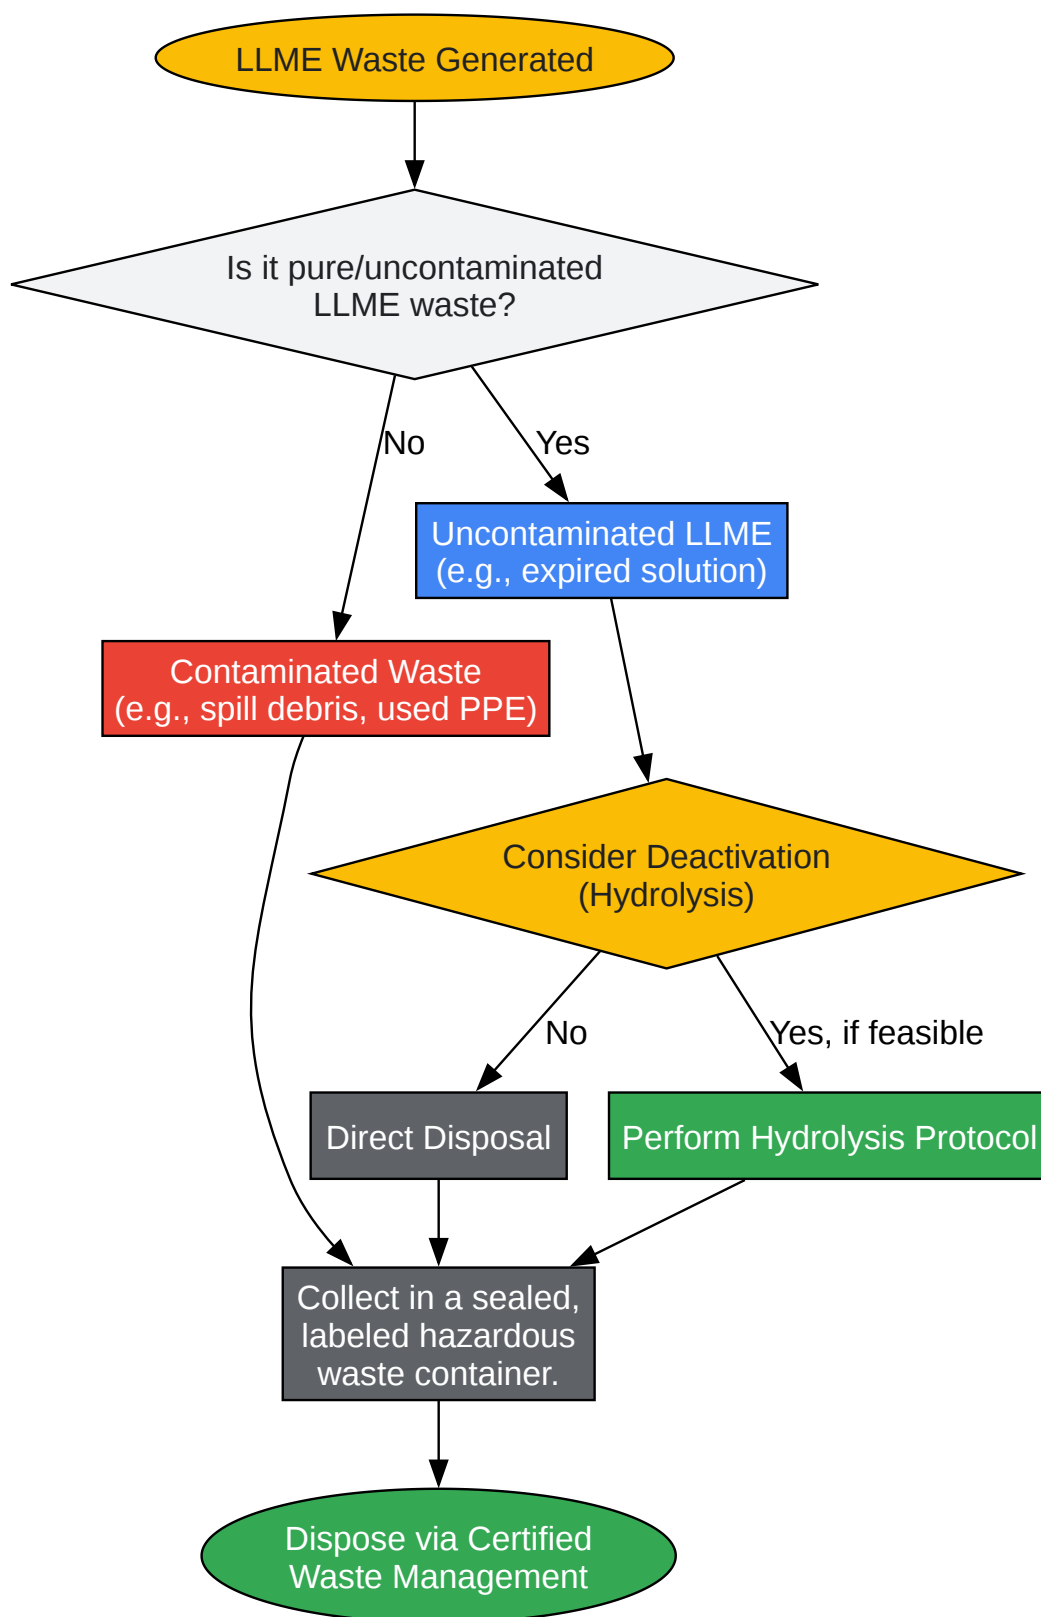 LLME Waste Generated
Is it pure/uncontaminated
LLME waste?
No
Yes
Uncontaminated LLME
(e.g., expired solution)
Contaminated Waste
(e.g., spill debris, used PPE)
Consider Deactivation
(Hydrolysis)
No
Yes, if feasible
Direct Disposal
Perform Hydrolysis Protocol
Collect in a sealed,
labeled hazardous
waste container.
Dispose via Certified
Waste Management